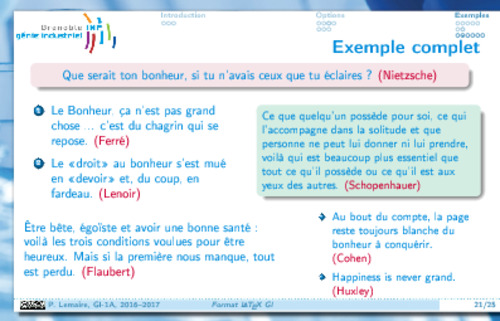 Introduction
Options
Exemples
Grenoble INP
génie industriel
Exemple complet
Que serait ton bonheur, si tu n'avais ceux que tu éclaires ? (Nietzsche)
1 Le Bonheur, ça n'est pas grand
chose ... c'est du chagrin qui se
repose. (Ferré)
2 Le «droit» au bonheur s'est mué
en «devoir» et, du coup, en
fardeau. (Lenoir)
Être bête, égoïste et avoir une bonne santé :
voilà les trois conditions voulues pour être
heureux. Mais si la première nous manque, tout
est perdu. (Flaubert)
Ce que quelqu'un possède pour soi, ce qui
l'accompagne dans la solitude et que
personne ne peut lui donner ni lui prendre,
voilà qui est beaucoup plus essentiel que
tout ce qu'il possède ou ce qu'il est aux
yeux des autres. (Schopenhauer)
Au bout du compte, la page
reste toujours blanche du
bonheur à conquérir.
(Cohen)
Happiness is never grand.
(Huxley)
P. Lemaire, GI-1A, 2016–2017
Format LATEX GI
21/25